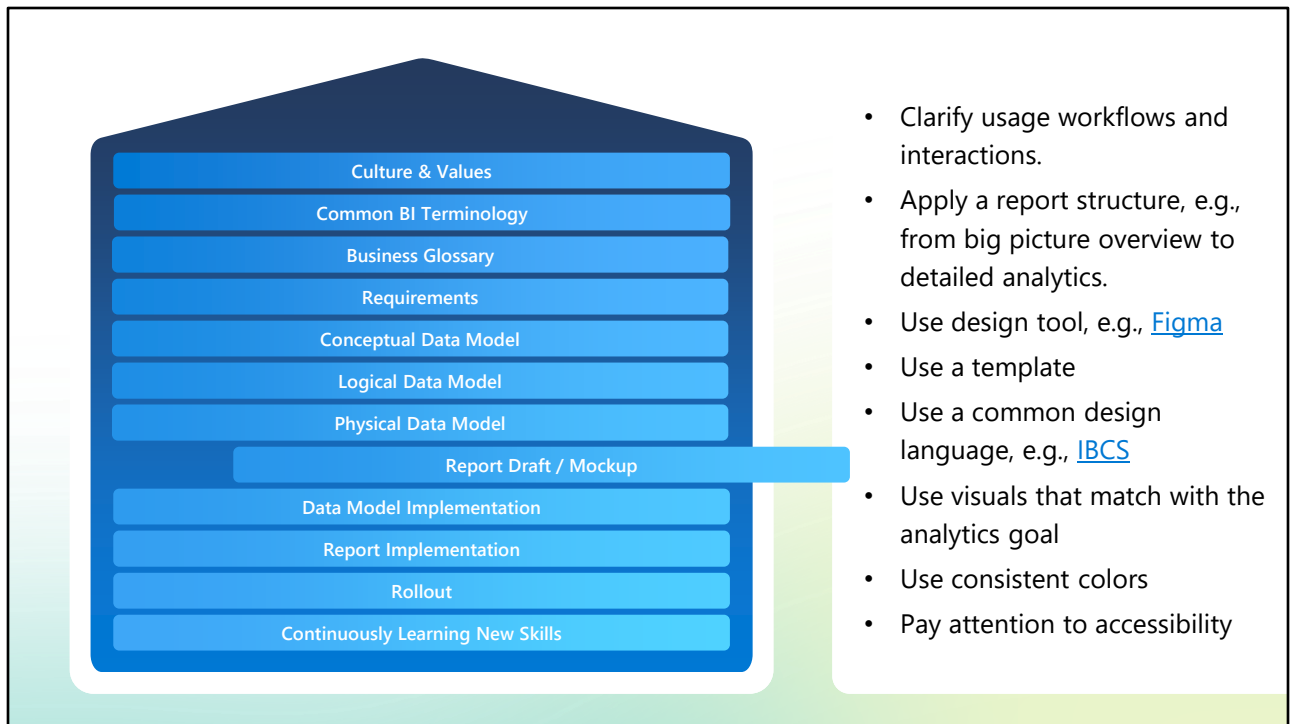 Culture & Values
Common BI Terminology
Business Glossary
Requirements
Conceptual Data Model
Logical Data Model
Physical Data Model
Report Draft / Mockup
Data Model Implementation
Report Implementation
Rollout
Continuously Learning New Skills
• Clarify usage workflows and
interactions.
• Apply a report structure, e.g.,
from big picture overview to
detailed analytics.
• Use design tool, e.g., Figma
• Use a template
• Use a common design
language, e.g., IBCS
• Use visuals that match with the
analytics goal
• Use consistent colors
• Pay attention to accessibility